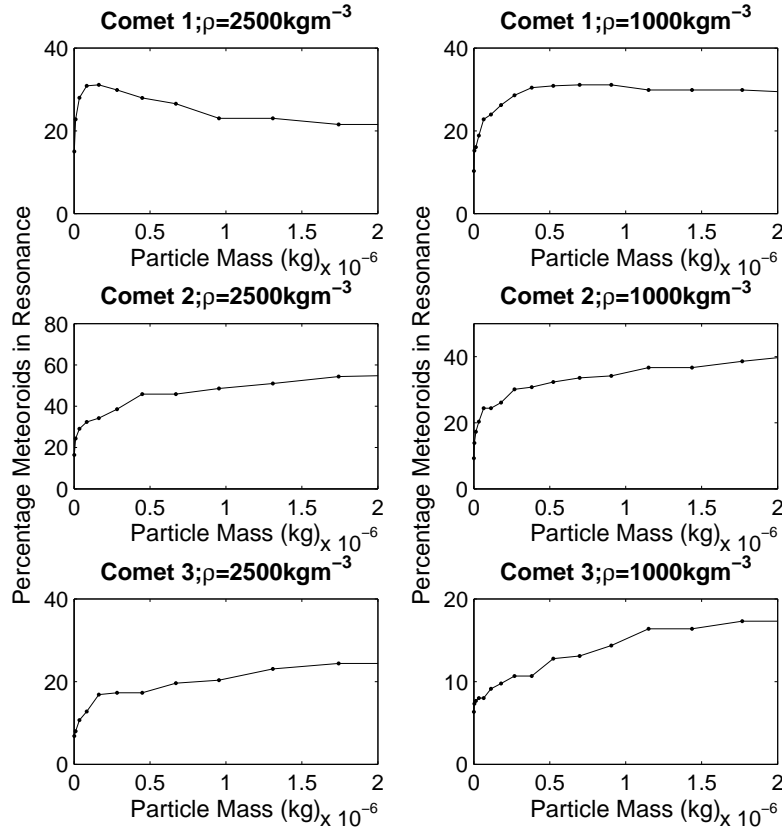 Comet 1;ρ=2500kgm⁻³
40
20
0
0 0.5 1 1.5 2
Particle Mass (kg) x 10⁻⁶
Comet 1;ρ=1000kgm⁻³
40
20
0
0 0.5 1 1.5 2
Particle Mass (kg) x 10⁻⁶
Percentage Meteoroids in Resonance
Percentage Meteoroids in Resonance
Comet 2;ρ=2500kgm⁻³
80
60
40
20
0
0 0.5 1 1.5 2
Particle Mass (kg) x 10⁻⁶
Comet 2;ρ=1000kgm⁻³
40
20
0
0 0.5 1 1.5 2
Particle Mass (kg) x 10⁻⁶
Comet 3;ρ=2500kgm⁻³
40
20
0
0 0.5 1 1.5 2
Particle Mass (kg) x 10⁻⁶
Comet 3;ρ=1000kgm⁻³
20
10
0
0 0.5 1 1.5 2
Particle Mass (kg) x 10⁻⁶